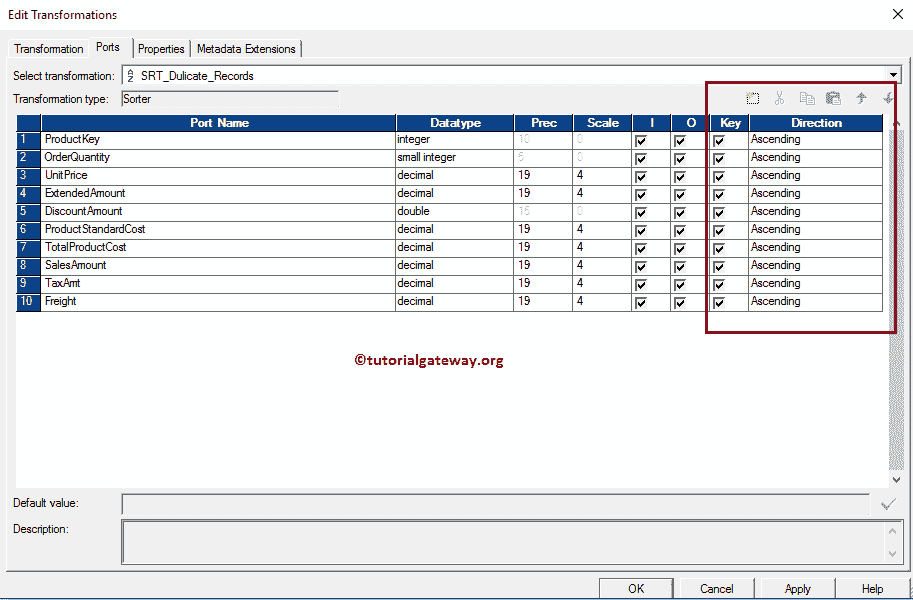 Edit Transformations
Transformation Ports Properties Metadata Extensions
Select transformation: SRT_Dulicate_Records
Transformation type: Sorter
Port Name Datatype Prec Scale I O Key Direction
1 ProductKey integer 10 0 Ascending
2 OrderQuantity small integer 5 0 Ascending
3 UnitPrice decimal 19 4 Ascending
4 ExtendedAmount decimal 19 4 Ascending
5 DiscountAmount double 15 0 Ascending
6 ProductStandardCost decimal 19 4 Ascending
7 TotalProductCost decimal 19 4 Ascending
8 SalesAmount decimal 19 4 Ascending
9 TaxAmt decimal 19 4 Ascending
10 Freight decimal 19 4 Ascending
©tutorialgateway.org
Default value:
Description:
OK Cancel Apply Help